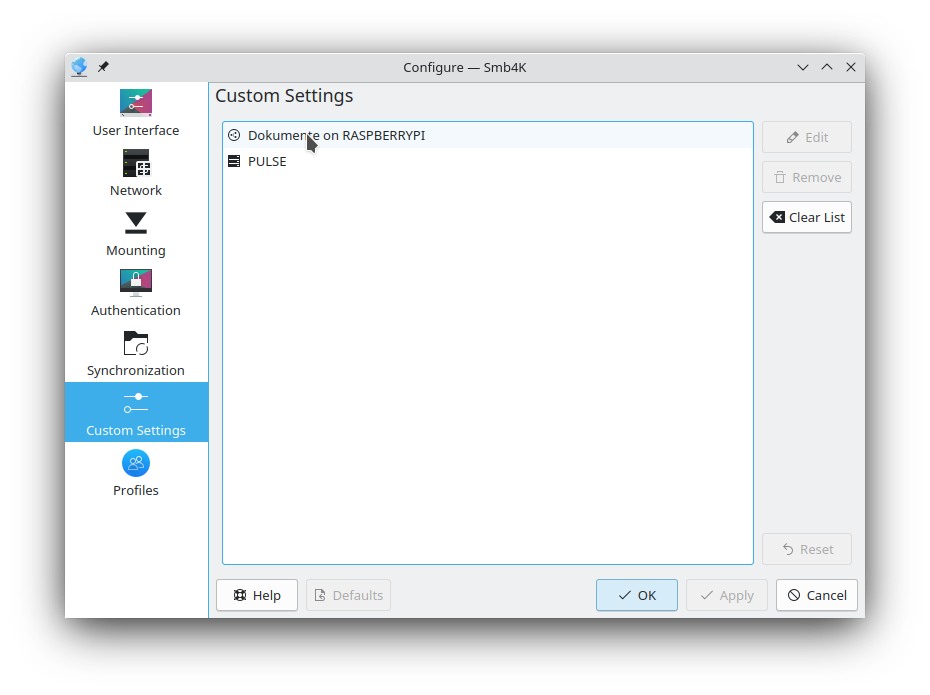 Configure — Smb4K
User Interface
Network
Mounting
Authentication
Synchronization
Custom Settings
Profiles
Custom Settings
Dokumente on RASPBERRYPI
PULSE
Edit
Remove
Clear List
Reset
Help
Defaults
OK
Apply
Cancel